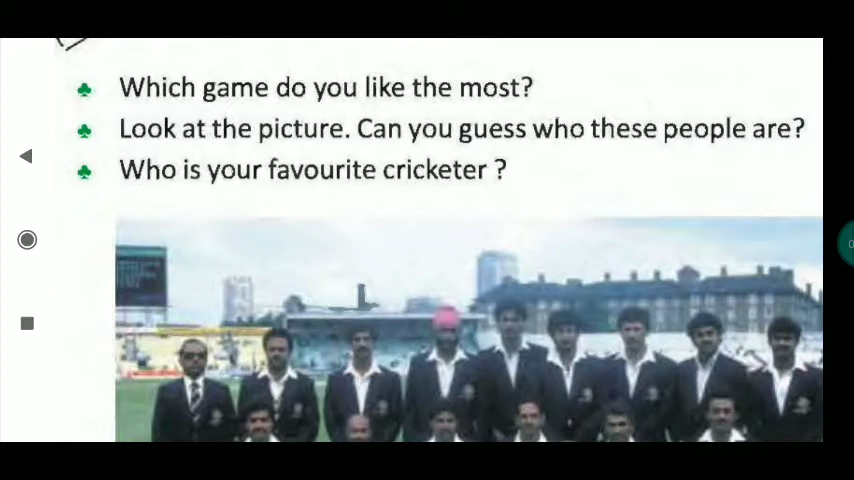 Which game do you like the most?
Look at the picture. Can you guess who these people are?
Who is your favourite cricketer ?